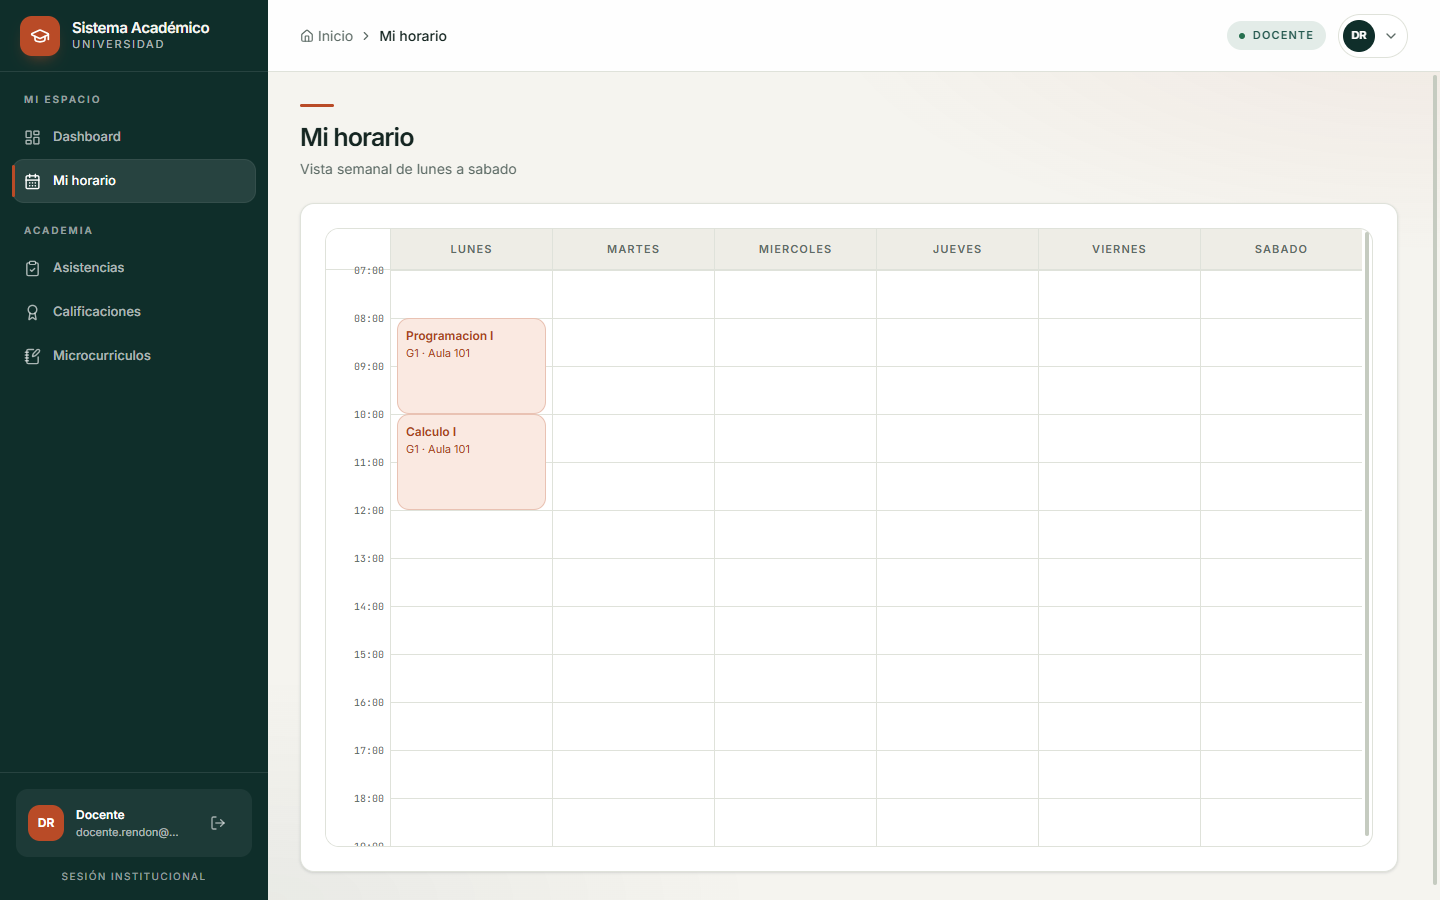 Sistema Académico
UNIVERSIDAD
MI ESPACIO
Dashboard
Mi horario
ACADEMIA
Asistencias
Calificaciones
Microcurriculos
DR
Docente
docente.rendon@...
SESIÓN INSTITUCIONAL
Inicio > Mi horario
DOCENTE
DR
Mi horario
Vista semanal de lunes a sabado
LUNES MARTES MIERCOLES JUEVES VIERNES SABADO
07:00
08:00
Programacion I
G1 · Aula 101
09:00
10:00
Calculo I
G1 · Aula 101
11:00
12:00
13:00
14:00
15:00
16:00
17:00
18:00